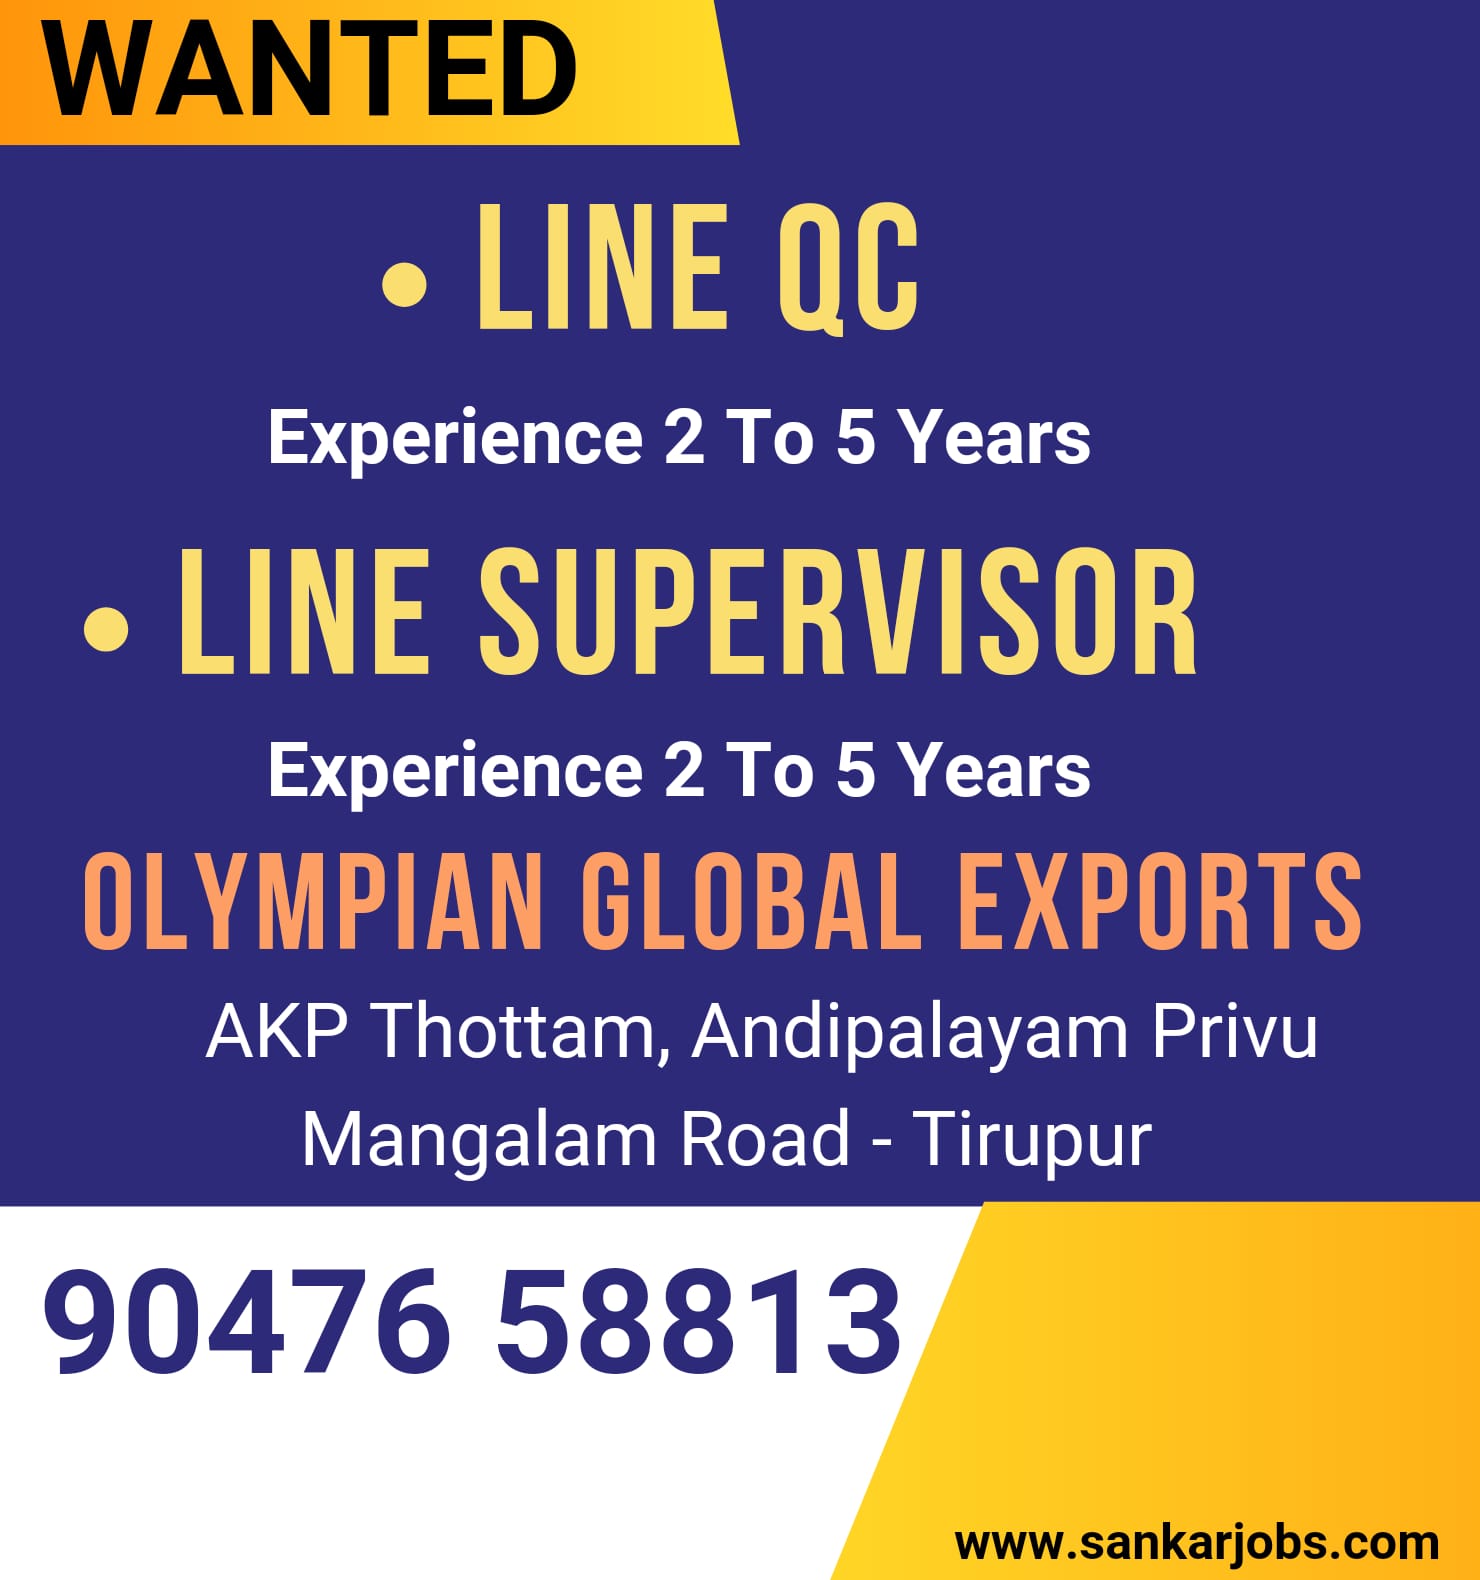 WANTED
• LINE QC
Experience 2 To 5 Years
• LINE SUPERVISOR
Experience 2 To 5 Years
OLYMPIAN GLOBAL EXPORTS
AKP Thottam, Andipalayam Privu
Mangalam Road - Tirupur
90476 58813
www.sankarjobs.com